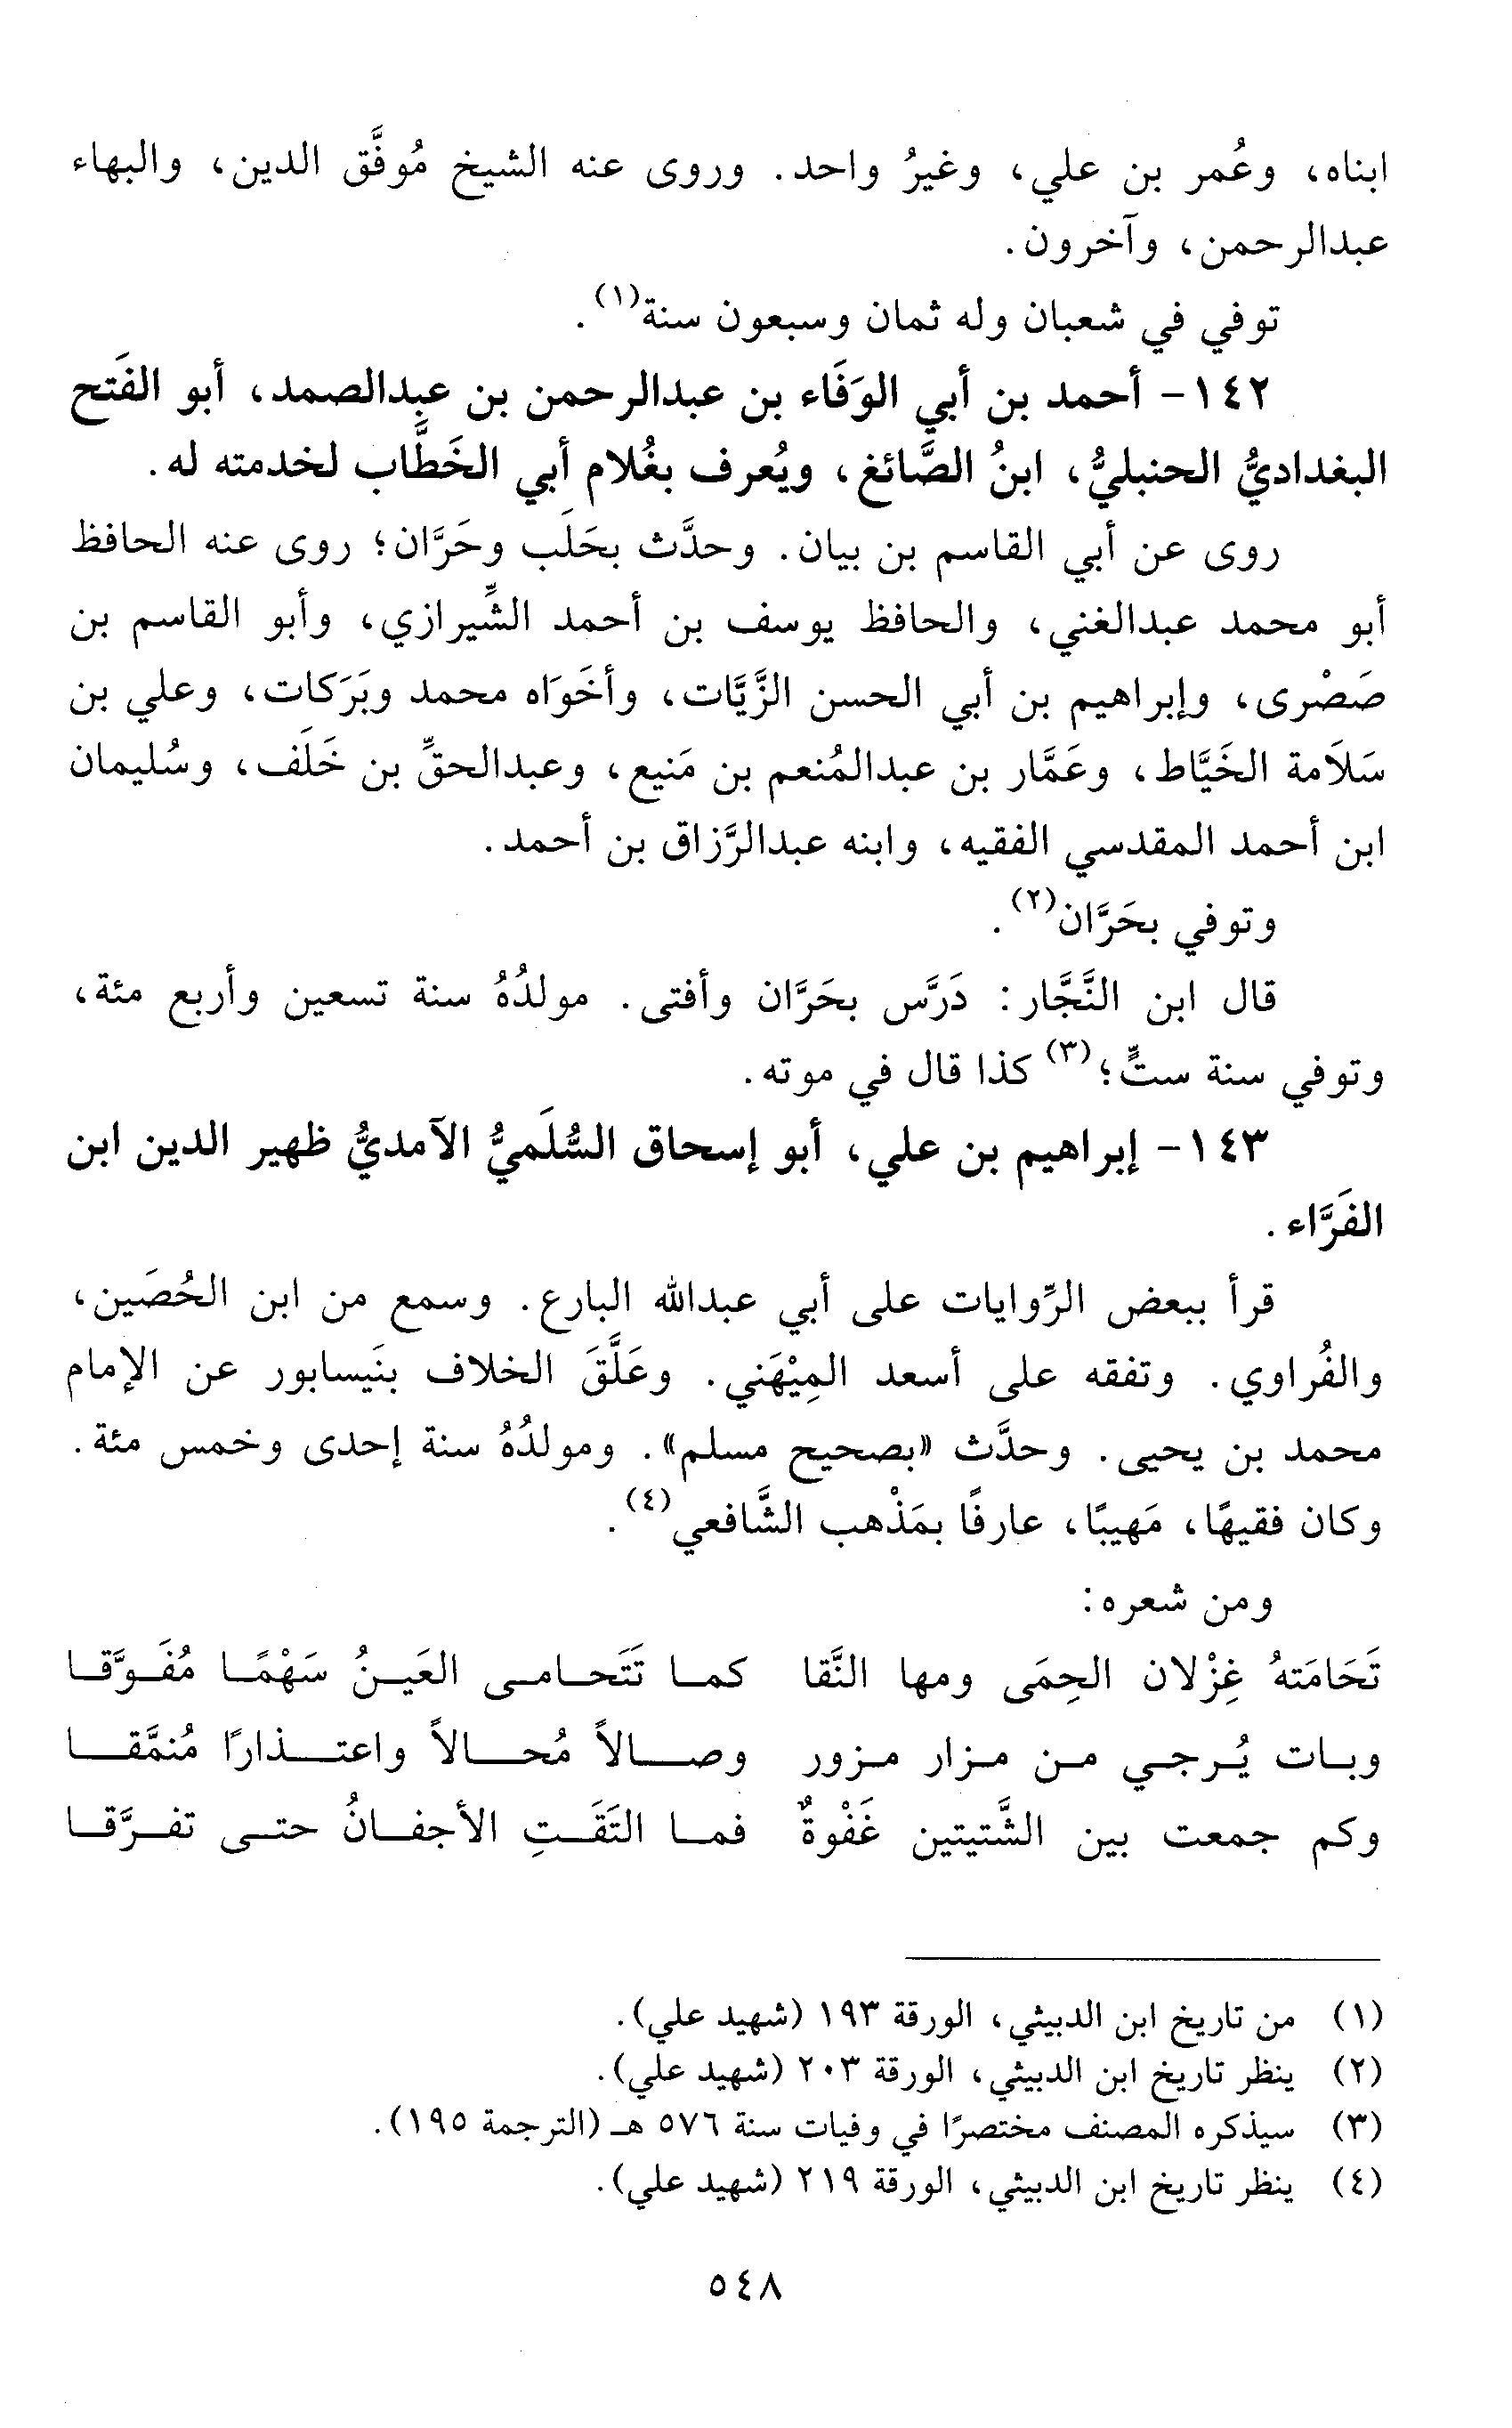 ابناه، وعُمر بن علي، وغيرُ واحد. وروى عنه الشيخ مُوفَّق الدين، والبهاء
عبدالرحمن، وآخرون.
توفي في شعبان وله ثمان وسبعون سنة(١).
١٤٢- أحمد بن أبي الوَفَاء بن عبدالرحمن بن عبدالصمد، أبو الفَتح
البغداديُّ الحنبليُّ، ابنُ الصَّائغ، ويُعرف بغُلام أبي الخَطَّاب لخدمته له.
روى عن أبي القاسم بن بيان. وحدَّث بحَلَب وحَرَّان؛ روى عنه الحافظ
أبو محمد عبدالغني، والحافظ يوسف بن أحمد الشِّيرازي، وأبو القاسم بن
صَصْرى، وإبراهيم بن أبي الحسن الزَّيَّات، وأخَوَاه محمد وبَرَكات، وعلي بن
سَلَامة الخَيَّاط، وعَمَّار بن عبدالمُنعم بن مَنيع، وعبدالحقِّ بن خَلَف، وسُليمان
ابن أحمد المقدسي الفقيه، وابنه عبدالرَّزاق بن أحمد.
وتوفي بحَرَّان(٢).
قال ابن النَّجَّار: دَرَّس بحَرَّان وأفتى. مولدُهُ سنة تسعين وأربع مئة،
وتوفي سنة ستٍّ؛(٣) كذا قال في موته.
١٤٣- إبراهيم بن علي، أبو إسحاق السُّلَميُّ الآمديُّ ظهير الدين ابن
الفَرَّاء.
قرأ ببعض الرِّوايات على أبي عبدالله البارع. وسمع من ابن الحُصَين،
والفُراوي. وتفقه على أسعد المِيْهَني. وعَلَّقَ الخلاف بنَيسابور عن الإمام
محمد بن يحيى. وحدَّث «بصحيح مسلم». ومولدُهُ سنة إحدى وخمس مئة.
وكان فقيهًا، مَهيبًا، عارفًا بمَذْهب الشَّافعي(٤).
ومن شعره:
تَحَامَتهُ غِزْلان الحِمَى ومها النَّقا كما تَتَحامى العَينُ سَهْمًا مُفَوَّقا
وبات يُرجي من مزار مزور وصالاً مُحالاً واعتذارًا مُنمَّقا
وكم جمعت بين الشَّتيتين غَفْوةٌ فما التَقَتِ الأجفانُ حتى تفرَّقا
(١) من تاريخ ابن الدبيثي، الورقة ١٩٣ (شهيد علي).
(٢) ينظر تاريخ ابن الدبيثي، الورقة ٢٠٣ (شهيد علي).
(٣) سيذكره المصنف مختصرًا في وفيات سنة ٥٧٦ هـ (الترجمة ١٩٥).
(٤) ينظر تاريخ ابن الدبيثي، الورقة ٢١٩ (شهيد علي).
٥٤٨